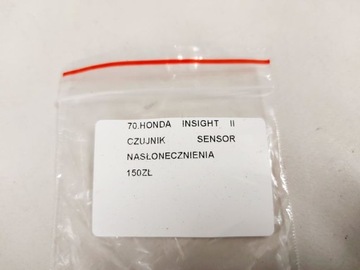 70.HONDA INSIGHT II
CZUJNIK SENSOR
NASŁONECZNIENIA
150ZL